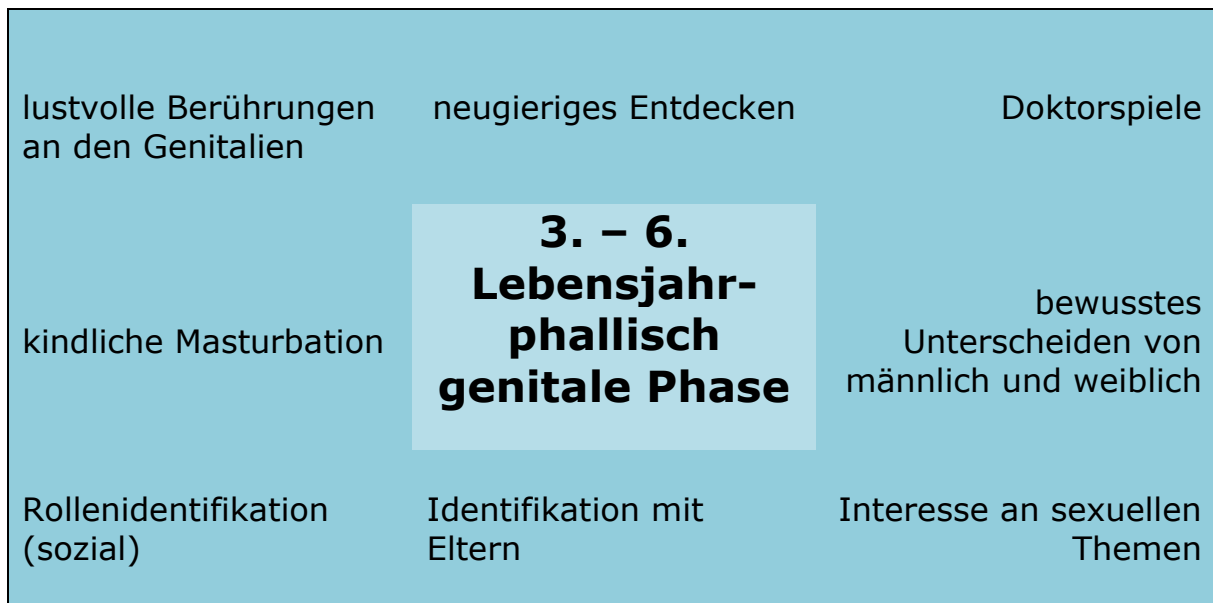 lustvolle Berührungen
an den Genitalien
neugieriges Entdecken
Doktorspiele
kindliche Masturbation
3. – 6.
Lebensjahr-
phallisch
genitale Phase
bewusstes
Unterscheiden von
männlich und weiblich
Rollenidentifikation
(sozial)
Identifikation mit
Eltern
Interesse an sexuellen
Themen